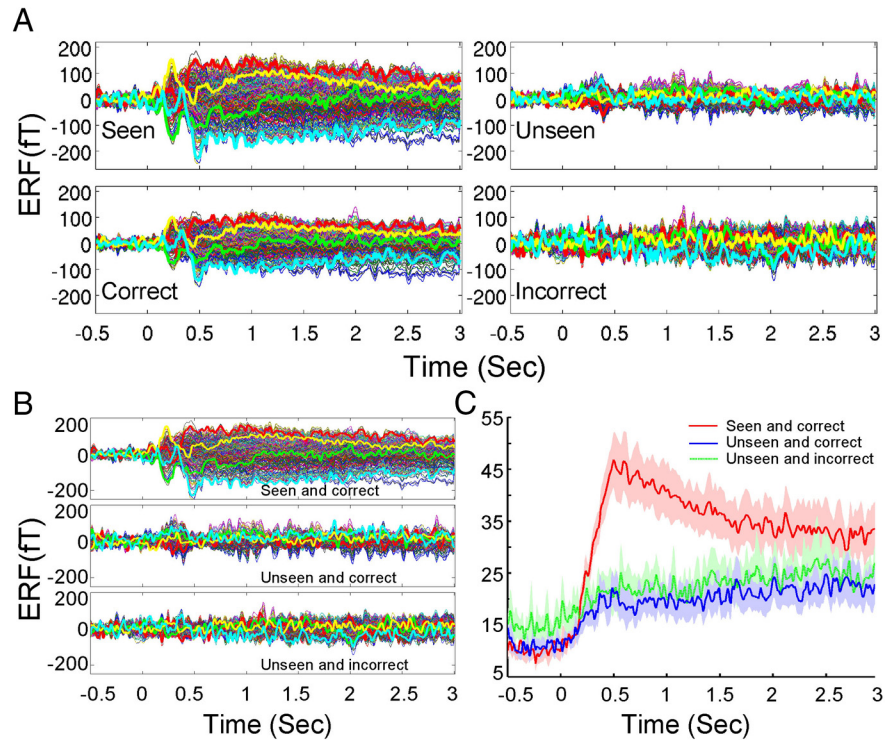 A
ERF(fT)
200
100
0
-100
-200
Seen
Unseen
200
100
0
-100
-200
200
100
0
-100
-200
Correct
Incorrect
200
100
0
-100
-200
-0.5 0 0.5 1 1.5 2 2.5 3
-0.5 0 0.5 1 1.5 2 2.5 3
Time (Sec)
B
ERF(fT)
200
0
-200
Seen and correct
200
0
-200
Unseen and correct
200
0
-200
Unseen and incorrect
-0.5 0 0.5 1 1.5 2 2.5 3
Time (Sec)
C
55
45
35
25
15
5
Seen and correct
Unseen and correct
Unseen and incorrect
-0.5 0 0.5 1 1.5 2 2.5 3
Time (Sec)